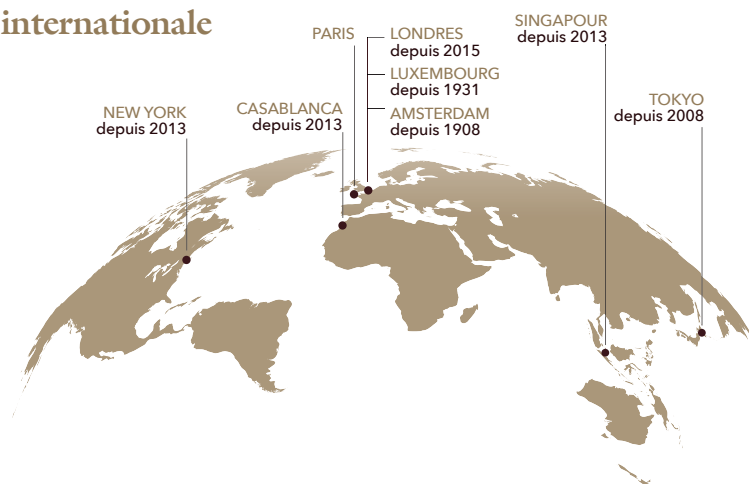 internationale
PARIS
LONDRES
depuis 2015
LUXEMBOURG
depuis 1931
AMSTERDAM
depuis 1908
SINGAPOUR
depuis 2013
TOKYO
depuis 2008
NEW YORK
depuis 2013
CASABLANCA
depuis 2013